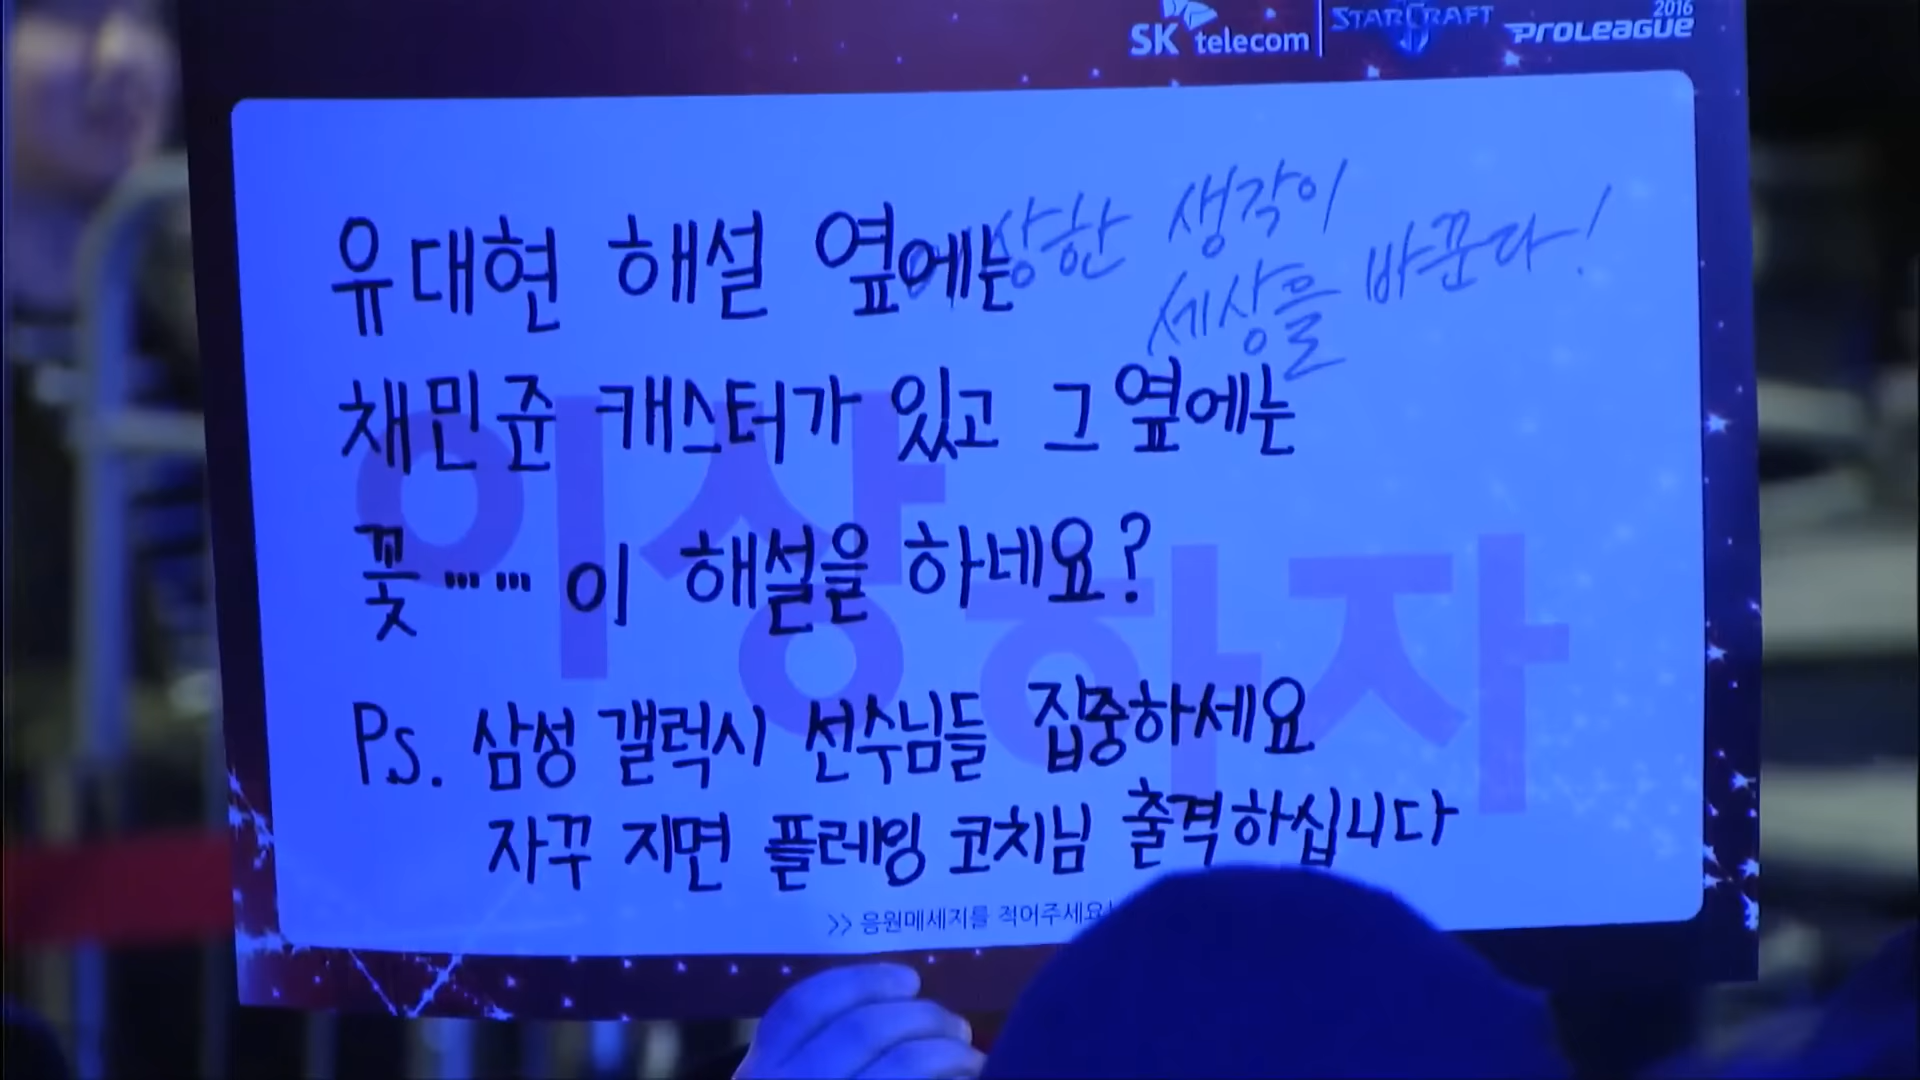 SK telecom STARCRAFT 2016 PROLEAGUE
이상한 생각이
세상을 바꾼다!
유대현 해설 옆에는
채민준 캐스터가 있고 그 옆에는
꽃…… 이 해설을 하네요?
이상하자
Ps. 삼성 갤럭시 선수님들 집중하세요
자꾸 지면 플레잉 코치님 출격하십니다
>> 응원메세지를 적어주세요!